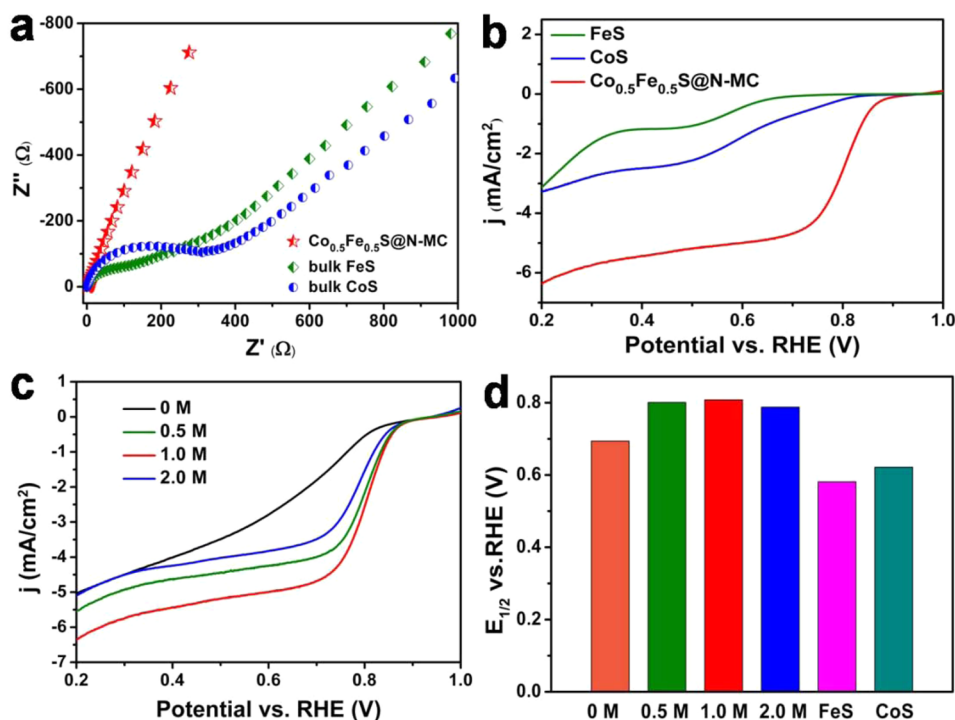 a
-800
-600
-400
-200
0
Z'' (Ω)
0 200 400 600 800 1000
Z' (Ω)
Co0.5Fe0.5S@N-MC
bulk FeS
bulk CoS
b
2
0
-2
-4
-6
j (mA/cm²)
0.2 0.4 0.6 0.8 1.0
Potential vs. RHE (V)
FeS
CoS
Co0.5Fe0.5S@N-MC
c
1
0
-1
-2
-3
-4
-5
-6
-7
j (mA/cm²)
0.2 0.4 0.6 0.8 1.0
Potential vs. RHE (V)
0 M
0.5 M
1.0 M
2.0 M
d
0.8
0.6
0.4
0.2
0.0
E1/2 vs.RHE (V)
0 M 0.5 M 1.0 M 2.0 M FeS CoS